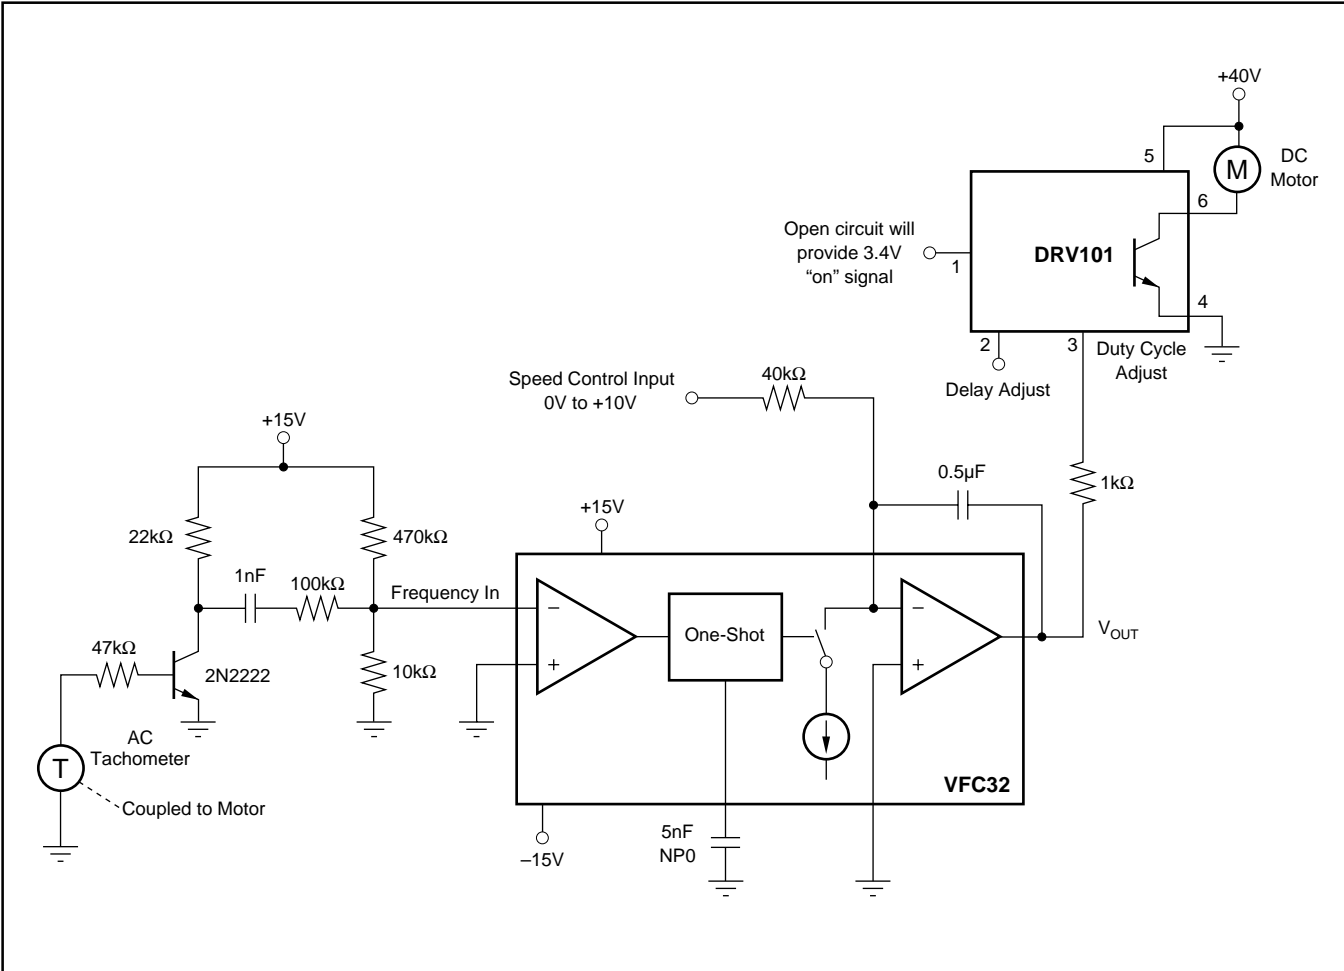 +40V
5
M
DC
Motor
6
Open circuit will
provide 3.4V
“on” signal
1
DRV101
4
2
3
Duty Cycle
Adjust
Delay Adjust
Speed Control Input
0V to +10V
40kΩ
+15V
0.5µF
1kΩ
22kΩ
470kΩ
+15V
1nF
100kΩ
Frequency In
–
+
One-Shot
–
+
V_OUT
47kΩ
2N2222
10kΩ
AC
Tachometer
T
Coupled to Motor
VFC32
–15V
5nF
NP0